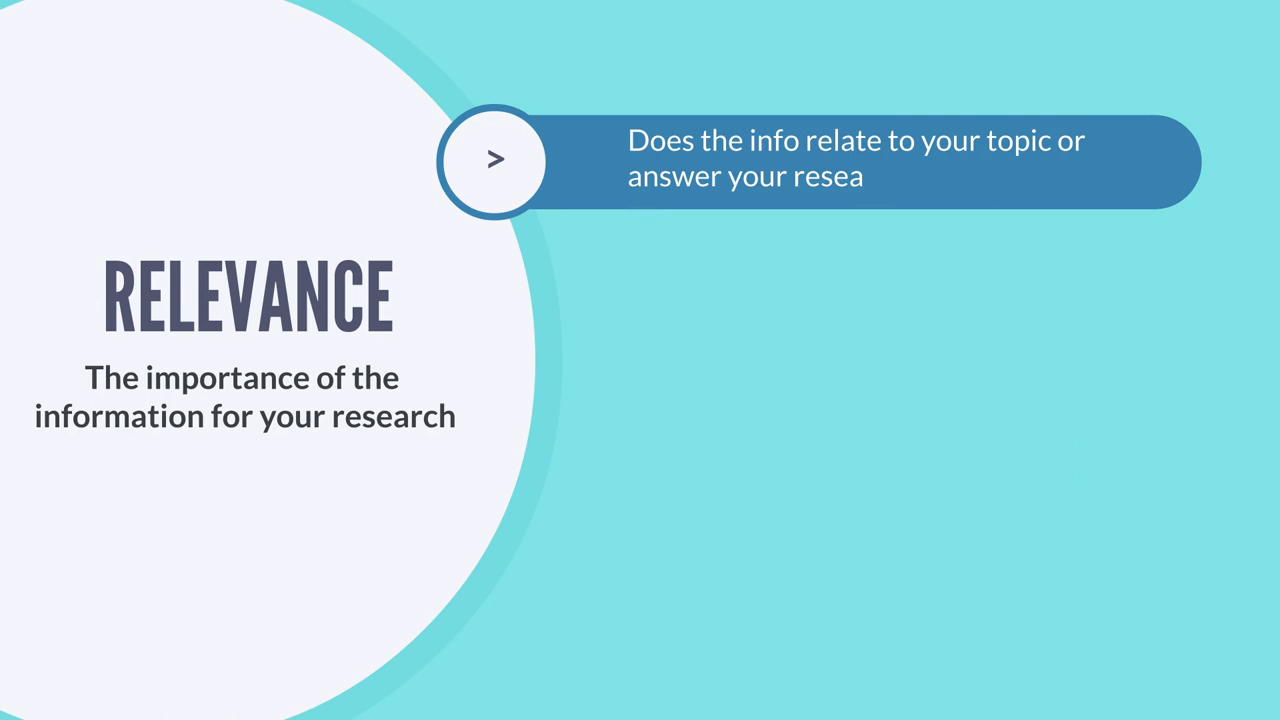 RELEVANCE
The importance of the
information for your research
>
Does the info relate to your topic or
answer your resea